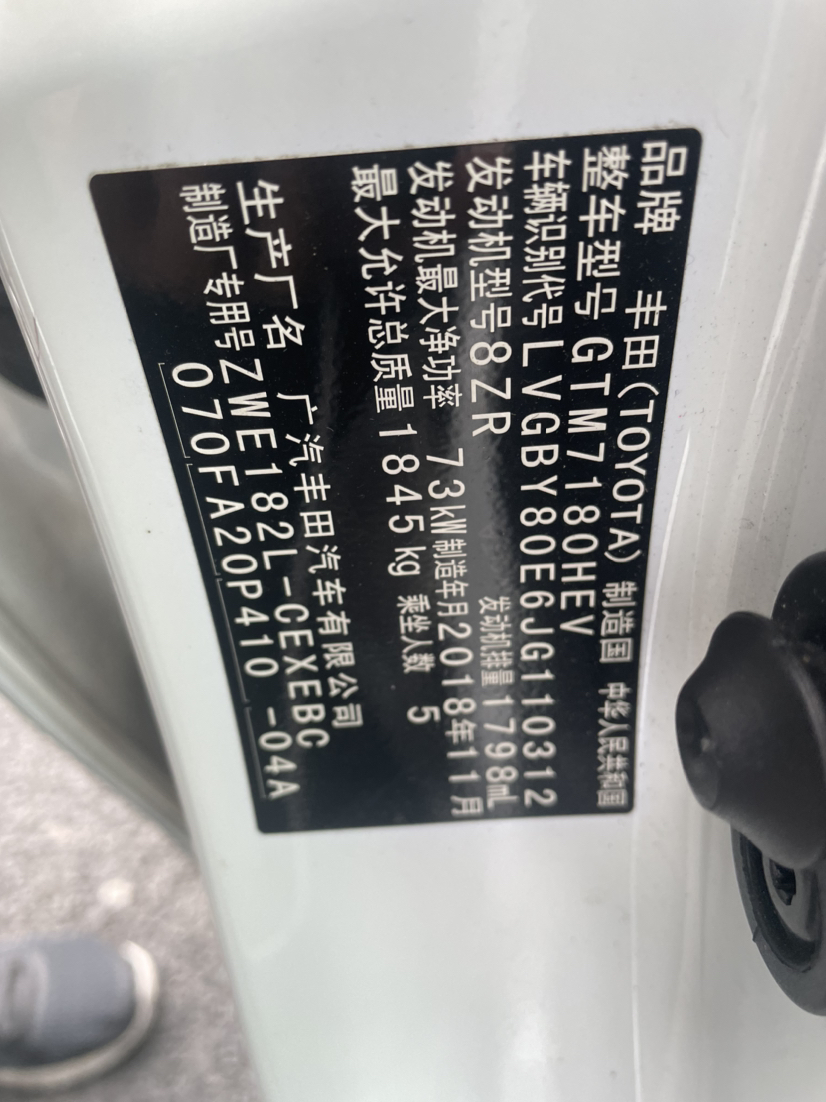 品牌 丰田(TOYOTA) 制造国 中华人民共和国
整车型号 GTM7180HEV
车辆识别代号 LVGBY80E6JG110312
发动机型号 8ZR 发动机排量 1798mL
发动机最大净功率 73kW 制造年月 2018年11月
最大允许总质量 1845kg 乘坐人数 5
生产厂名 广汽丰田汽车有限公司
制造厂专用号 ZWE182L-CEXEBC
070FA20P410 -04A